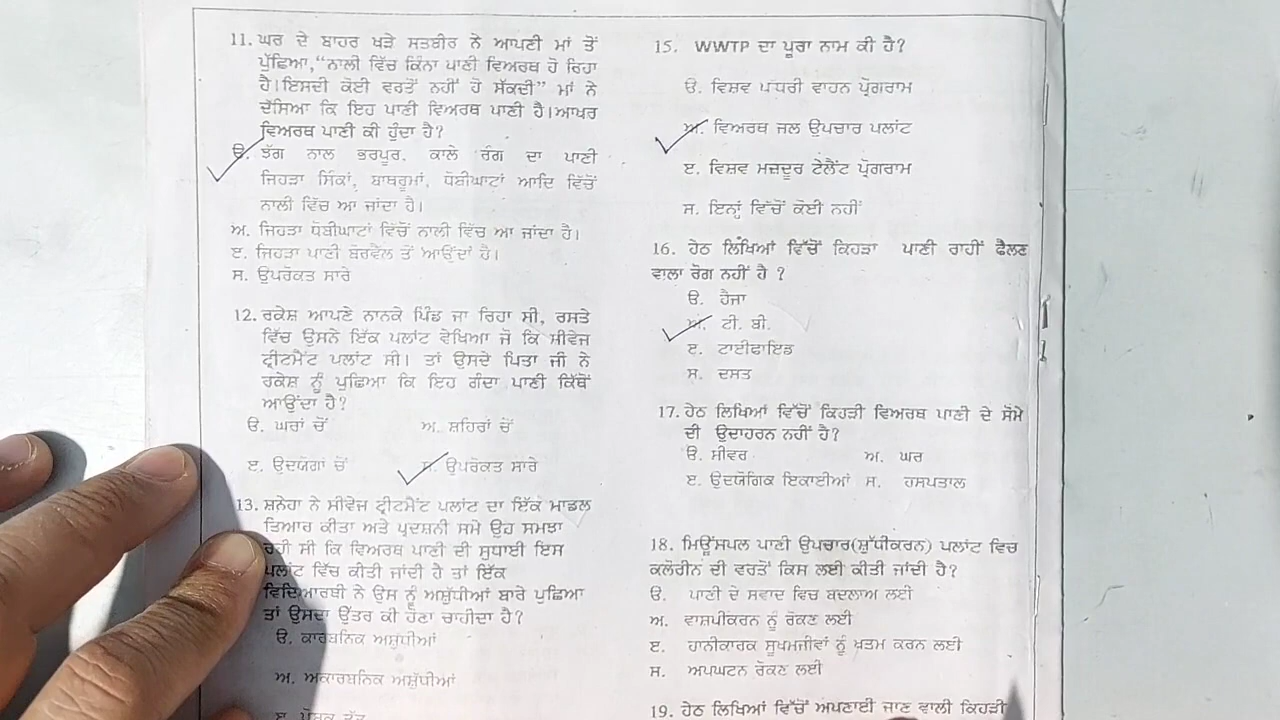 11. ਘਰ ਦੇ ਬਾਹਰ ਖੜੇ ਸਤਬੀਰ ਨੇ ਆਪਣੀ ਮਾਂ ਤੋਂ
ਪੁੱਛਿਆ,“ਨਾਲੀ ਵਿੱਚ ਕਿੰਨਾ ਪਾਣੀ ਵਿਅਰਥ ਹੋ ਰਿਹਾ
ਹੈ।ਇਸਦੀ ਕੋਈ ਵਰਤੋਂ ਨਹੀਂ ਹੋ ਸੱਕਦੀ” ਮਾਂ ਨੇ
ਦੱਸਿਆ ਕਿ ਇਹ ਪਾਣੀ ਵਿਅਰਥ ਪਾਣੀ ਹੈ।ਆਖਰ
ਵਿਅਰਥ ਪਾਣੀ ਕੀ ਹੁੰਦਾ ਹੈ?
ੳ. ਝੱਗ ਨਾਲ ਭਰਪੂਰ. ਕਾਲੇ ਰੰਗ ਦਾ ਪਾਣੀ
ਜਿਹੜਾ ਸਿੰਕਾਂ, ਬਾਥਰੂਮਾਂ, ਧੋਬੀਘਾਟਾਂ ਆਦਿ ਵਿੱਚੋਂ
ਨਾਲੀ ਵਿੱਚ ਆ ਜਾਂਦਾ ਹੈ।
ਅ. ਜਿਹੜਾ ਧੋਬੀਘਾਟਾਂ ਵਿੱਚੋਂ ਨਾਲੀ ਵਿੱਚ ਆ ਜਾਂਦਾ ਹੈ।
ੲ. ਜਿਹੜਾ ਪਾਣੀ ਬੋਰਵੈੱਲ ਤੋਂ ਆਉਂਦਾਂ ਹੈ।
ਸ. ਉਪਰੋਕਤ ਸਾਰੇ
12. ਰਕੇਸ਼ ਆਪਣੇ ਨਾਨਕੇ ਪਿੰਡ ਜਾ ਰਿਹਾ ਸੀ, ਰਸਤੇ
ਵਿੱਚ ਉਸਨੇ ਇੱਕ ਪਲਾਂਟ ਵੇਖਿਆ ਜੋ ਕਿ ਸੀਵੇਜ
ਟ੍ਰੀਟਮੈਂਟ ਪਲਾਂਟ ਸੀ। ਤਾਂ ਉਸਦੇ ਪਿਤਾ ਜੀ ਨੇ
ਰਕੇਸ਼ ਨੂੰ ਪੁਛਿਆ ਕਿ ਇਹ ਗੰਦਾ ਪਾਣੀ ਕਿੱਥੋਂ
ਆਉਂਦਾ ਹੈ?
ੳ. ਘਰਾਂ ਚੋਂ ਅ. ਸ਼ਹਿਰਾਂ ਚੋਂ
ੲ. ਉਦਯੋਗਾਂ ਚੋਂ ਸ. ਉਪਰੋਕਤ ਸਾਰੇ
13. ਸ਼ਨੇਹਾ ਨੇ ਸੀਵੇਜ ਟ੍ਰੀਟਮੈਂਟ ਪਲਾਂਟ ਦਾ ਇੱਕ ਮਾਡਲ
ਤਿਆਰ ਕੀਤਾ ਅਤੇ ਪ੍ਰਦਸ਼ਨੀ ਸਮੇ ਉਹ ਸਮਝਾ
ਰਹੀ ਸੀ ਕਿ ਵਿਅਰਥ ਪਾਣੀ ਦੀ ਸੁਧਾਈ ਇਸ
ਪਲਾਂਟ ਵਿੱਚ ਕੀਤੀ ਜਾਂਦੀ ਹੈ ਤਾਂ ਇੱਕ
ਵਿਦਿਆਰਥੀ ਨੇ ਉਸ ਨੂੰ ਅਸ਼ੁੱਧੀਆਂ ਬਾਰੇ ਪੁਛਿਆ
ਤਾਂ ਉਸਦਾ ਉੱਤਰ ਕੀ ਹੋਣਾ ਚਾਹੀਦਾ ਹੈ?
ੳ. ਕਾਰਬਨਿਕ ਅਸ਼ੁੱਧੀਆਂ
ਅ. ਅਕਾਰਬਨਿਕ ਅਸ਼ੁੱਧੀਆਂ
15. WWTP ਦਾ ਪੂਰਾ ਨਾਮ ਕੀ ਹੈ?
ੳ. ਵਿਸ਼ਵ ਪੱਧਰੀ ਵਾਹਨ ਪ੍ਰੋਗਰਾਮ
ਅ. ਵਿਅਰਥ ਜਲ ਉਪਚਾਰ ਪਲਾਂਟ
ੲ. ਵਿਸ਼ਵ ਮਜ਼ਦੂਰ ਟੇਲੈਂਟ ਪ੍ਰੋਗਰਾਮ
ਸ. ਇਨ੍ਹਾਂ ਵਿੱਚੋਂ ਕੋਈ ਨਹੀਂ
16. ਹੇਠ ਲਿਖਿਆਂ ਵਿੱਚੋਂ ਕਿਹੜਾ ਪਾਣੀ ਰਾਹੀਂ ਫੈਲਣ
ਵਾਲਾ ਰੋਗ ਨਹੀਂ ਹੈ ?
ੳ. ਹੈਜਾ
ਅ. ਟੀ. ਬੀ.
ੲ. ਟਾਈਫਾਇਡ
ਸ. ਦਸਤ
17. ਹੇਠ ਲਿਖਿਆਂ ਵਿੱਚੋਂ ਕਿਹੜੀ ਵਿਅਰਥ ਪਾਣੀ ਦੇ ਸੋਮੇ
ਦੀ ਉਦਾਹਰਨ ਨਹੀਂ ਹੈ?
ੳ. ਸੀਵਰ ਅ. ਘਰ
ੲ. ਉਦਯੋਗਿਕ ਇਕਾਈਆਂ ਸ. ਹਸਪਤਾਲ
18. ਮਿਊਂਸਪਲ ਪਾਣੀ ਉਪਚਾਰ(ਸ਼ੁੱਧੀਕਰਨ) ਪਲਾਂਟ ਵਿਚ
ਕਲੋਰੀਨ ਦੀ ਵਰਤੋਂ ਕਿਸ ਲਈ ਕੀਤੀ ਜਾਂਦੀ ਹੈ?
ੳ. ਪਾਣੀ ਦੇ ਸਵਾਦ ਵਿਚ ਬਦਲਾਅ ਲਈ
ਅ. ਵਾਸ਼ਪੀਕਰਨ ਨੂੰ ਰੋਕਣ ਲਈ
ੲ. ਹਾਨੀਕਾਰਕ ਸੂਖਮਜੀਵਾਂ ਨੂੰ ਖ਼ਤਮ ਕਰਨ ਲਈ
ਸ. ਅਪਘਟਨ ਰੋਕਣ ਲਈ
19. ਹੇਠ ਲਿਖਿਆਂ ਵਿੱਚੋਂ ਅਪਣਾਈ ਜਾਣ ਵਾਲੀ ਕਿਹੜੀ